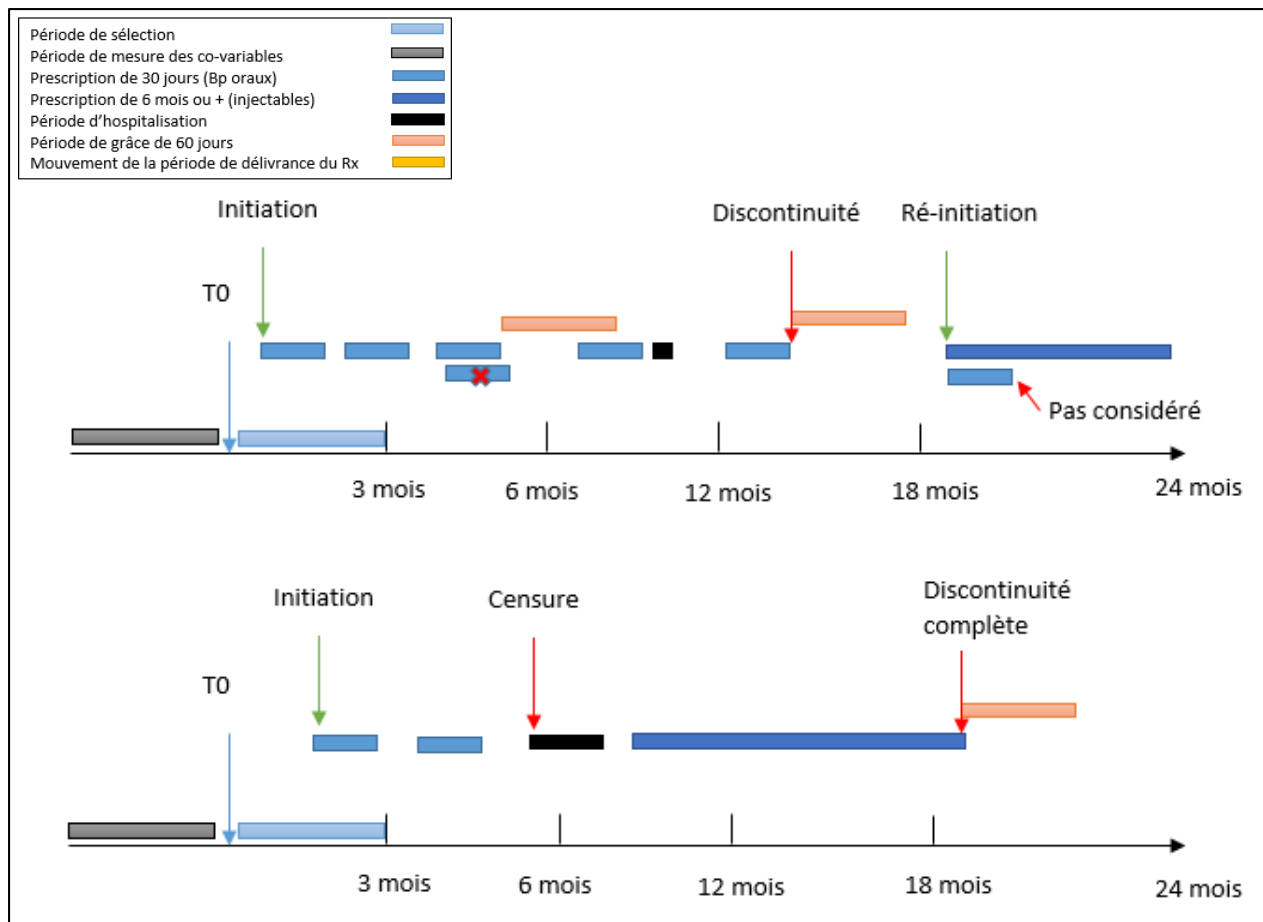 Période de sélection
Période de mesure des co-variables
Prescription de 30 jours (Bp oraux)
Prescription de 6 mois ou + (injectables)
Période d’hospitalisation
Période de grâce de 60 jours
Mouvement de la période de délivrance du Rx
Initiation
Discontinuité
Ré-initiation
T0
Pas considéré
3 mois
6 mois
12 mois
18 mois
24 mois
Initiation
Censure
Discontinuité
complète
T0
3 mois
6 mois
12 mois
18 mois
24 mois